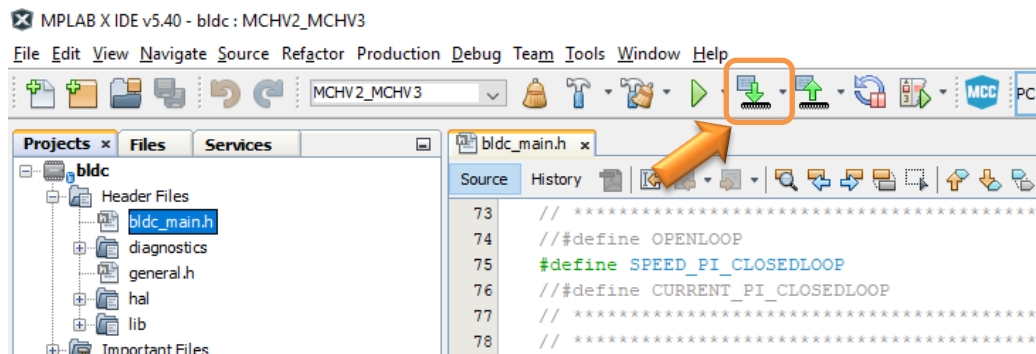 MPLAB X IDE v5.40 - bldc : MCHV2_MCHV3
File Edit View Navigate Source Refactor Production Debug Team Tools Window Help
MCHV2_MCHV3
MCC
PC
Projects × Files Services
bldc_main.h ×
bldc
Source History
Header Files
bldc_main.h
diagnostics
general.h
hal
lib
Important Files
73 // ****************************************
74 //#define OPENLOOP
75 #define SPEED_PI_CLOSEDLOOP
76 //#define CURRENT_PI_CLOSEDLOOP
77 // ****************************************
78 // ****************************************